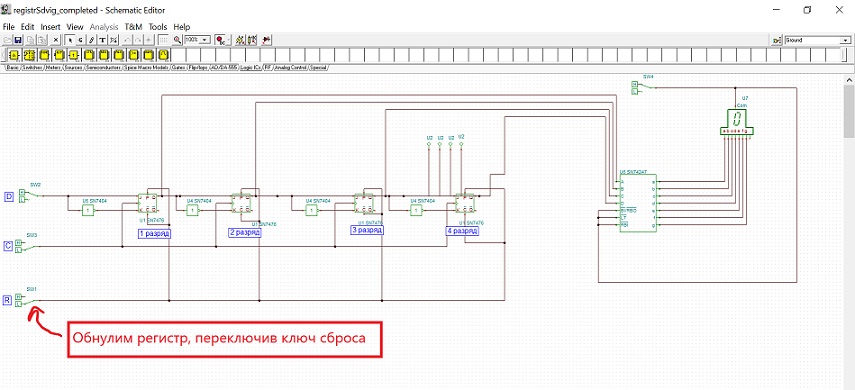 registrSdvig_completed - Schematic Editor
File Edit Insert View Analysis T&M Tools Help
100%
Ground
Basic Switches Meters Sources Semiconductors Spice Macro Models Gates Flip-flops Logic ICs RF Analog Control Special
SW4
U7
Com
abcdefg
U2 U2 U2 U2
U6 SN74247
D
SW2
U5 SN7404
U1 SN7476
U4 SN7404
U1 SN7476
U4 SN7404
U1 SN7476
U4 SN7404
U1 SN7476
1 разряд
2 разряд
3 разряд
4 разряд
C
SW3
R
SW1
Обнулим регистр, переключив ключ сброса